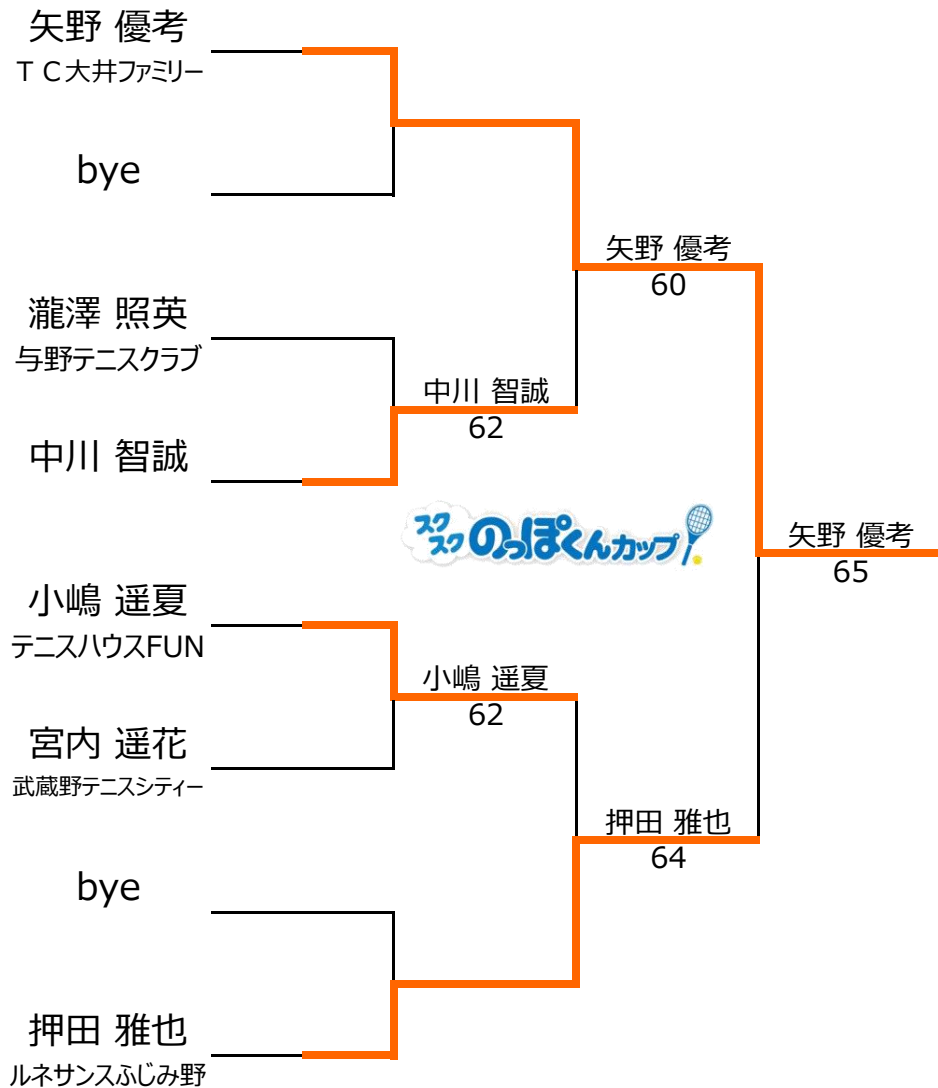 矢野 優考
ＴＣ大井ファミリー
bye
矢野 優考
60
瀧澤 照英
与野テニスクラブ
中川 智誠
62
中川 智誠
スク
スク のっぽくんカップ
矢野 優考
65
小嶋 遥夏
テニスハウスFUN
小嶋 遥夏
62
宮内 遥花
武蔵野テニスシティー
押田 雅也
64
bye
押田 雅也
ルネサンスふじみ野